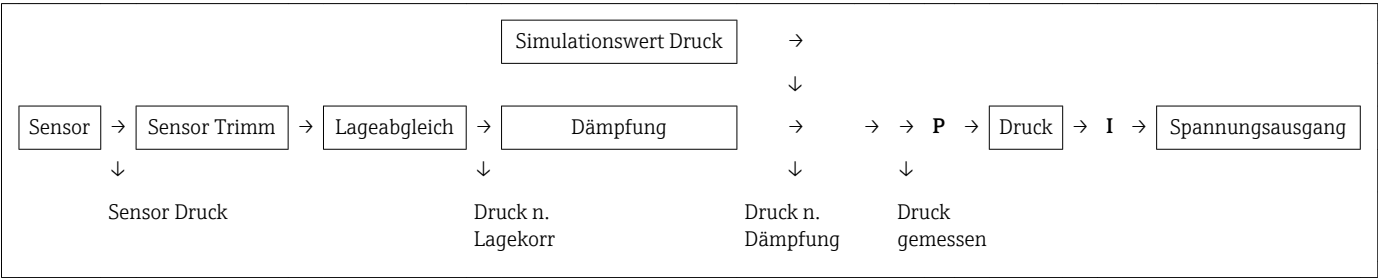 Simulationswert Druck →
↓
Sensor → Sensor Trimm → Lageabgleich → Dämpfung → → → P → Druck → I → Spannungsausgang
↓ ↓ ↓ ↓
Sensor Druck Druck n. Druck n. Druck
Lagekorr Dämpfung gemessen